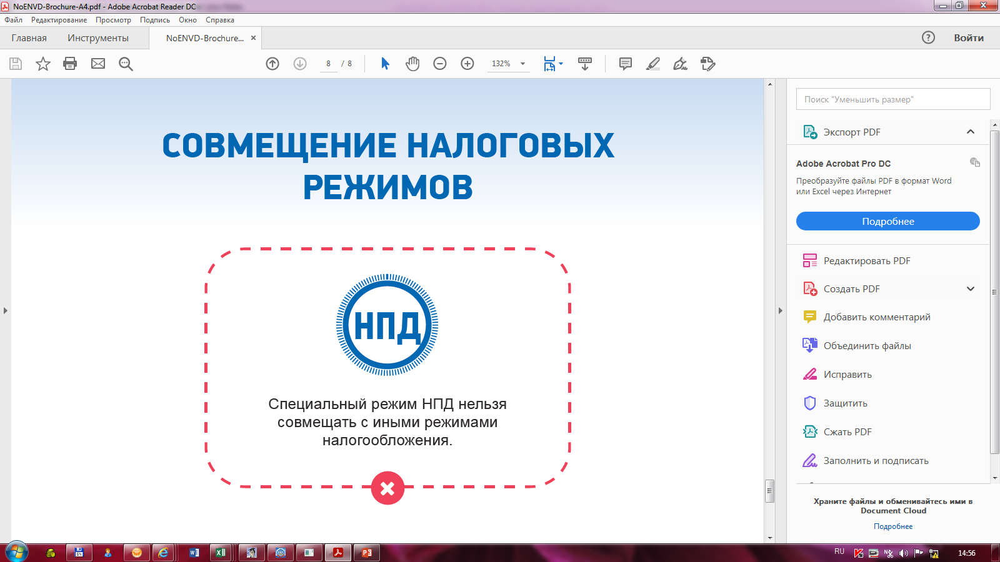 NoENVD-Brochure-A4.pdf - Adobe Acrobat Reader DC
Файл Редактирование Просмотр Подпись Окно Справка
Главная Инструменты NoENVD-Brochure... × Войти
8 / 8 132%
СОВМЕЩЕНИЕ НАЛОГОВЫХ
РЕЖИМОВ
НПД
Специальный режим НПД нельзя
совмещать с иными режимами
налогообложения.
Поиск "Уменьшить размер"
Экспорт PDF
Adobe Acrobat Pro DC
Преобразуйте файлы PDF в формат Word
или Excel через Интернет
Подробнее
Редактировать PDF
Создать PDF
Добавить комментарий
Объединить файлы
Исправить
Защитить
Сжать PDF
Заполнить и подписать
Храните файлы и обменивайтесь ими в
Document Cloud
Подробнее
64
RU 14:56